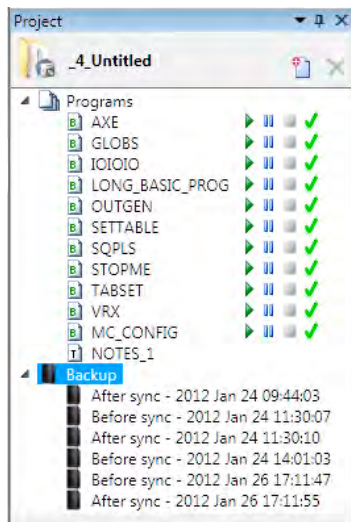 Project
_4_Untitled
Programs
AXE
GLOBS
IOIOIO
LONG_BASIC_PROG
OUTGEN
SETTABLE
SQPLS
STOPME
TABSET
VRX
MC_CONFIG
NOTES_1
Backup
After sync - 2012 Jan 24 09:44:03
Before sync - 2012 Jan 24 11:30:07
After sync - 2012 Jan 24 11:30:10
Before sync - 2012 Jan 24 14:01:03
Before sync - 2012 Jan 26 17:11:47
After sync - 2012 Jan 26 17:11:55